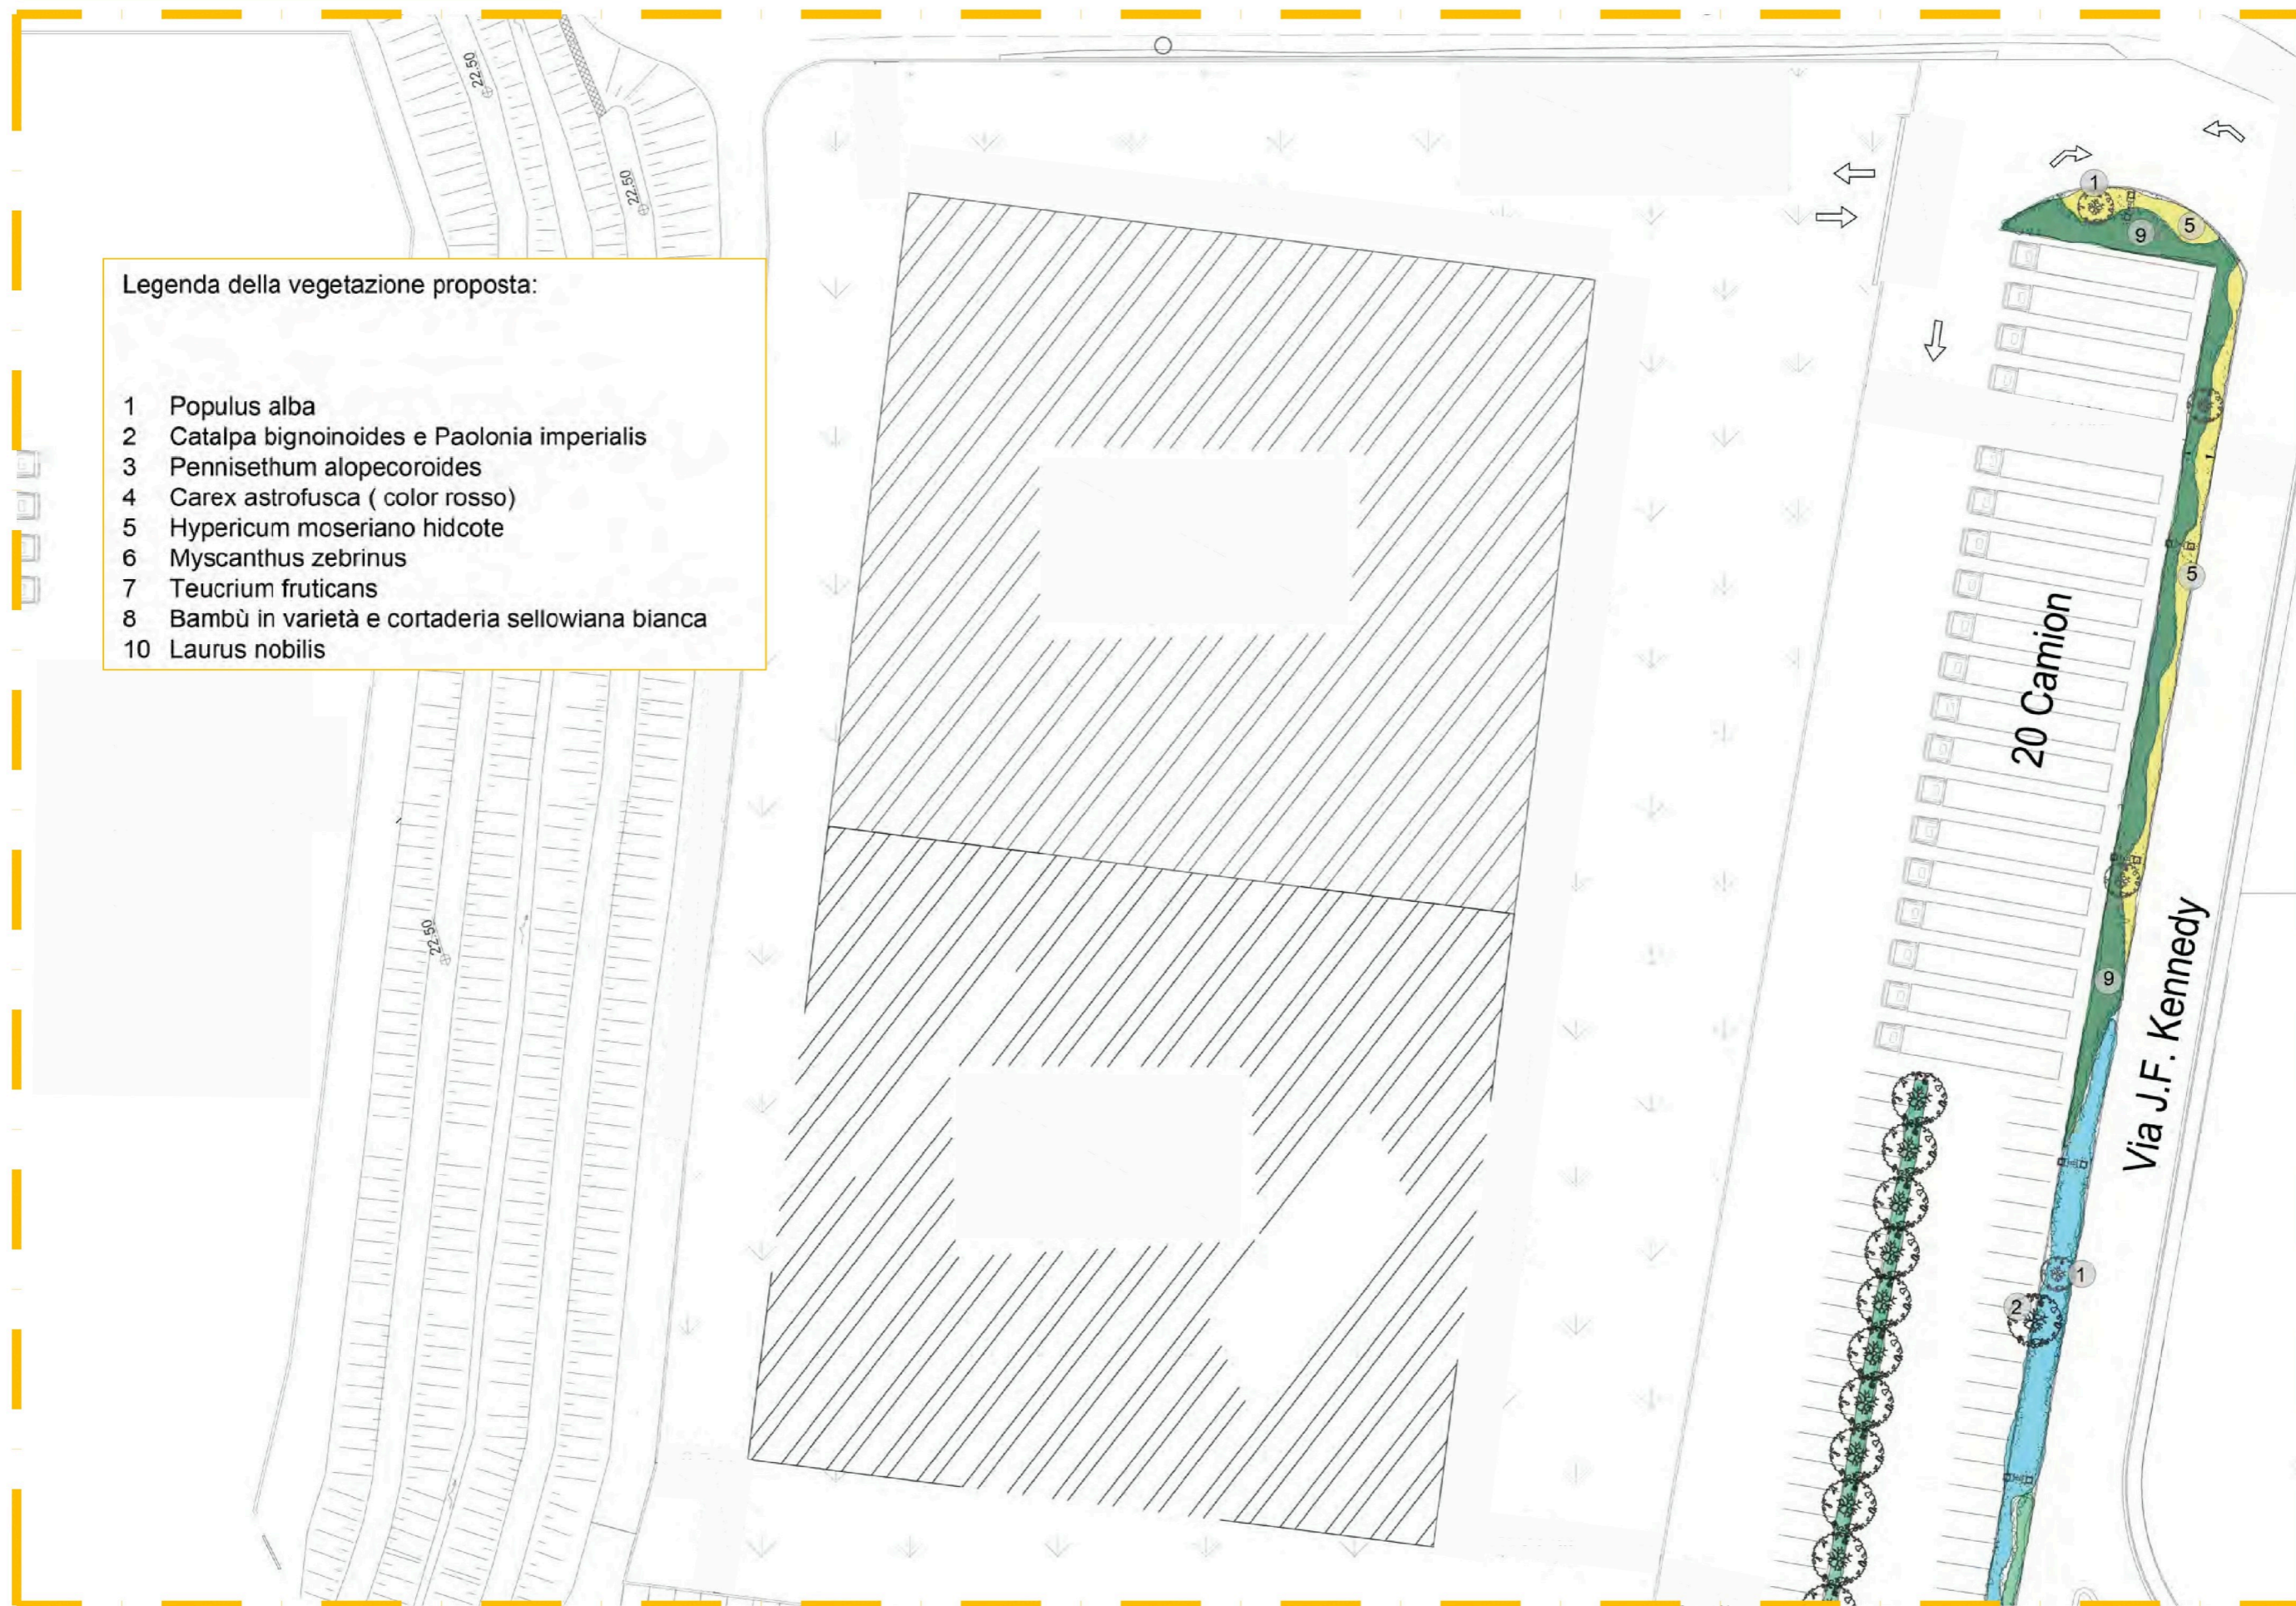 22.50
22.50
Legenda della vegetazione proposta:
1 Populus alba
2 Catalpa bignoinoides e Paolonia imperialis
3 Pennisethum alopecoroides
4 Carex astrofusca ( color rosso)
5 Hypericum moseriano hidcote
6 Myscanthus zebrinus
7 Teucrium fruticans
8 Bambù in varietà e cortaderia sellowiana bianca
10 Laurus nobilis
22.50
1
5
9
5
20 Camion
9
Via J.F. Kennedy
1
2